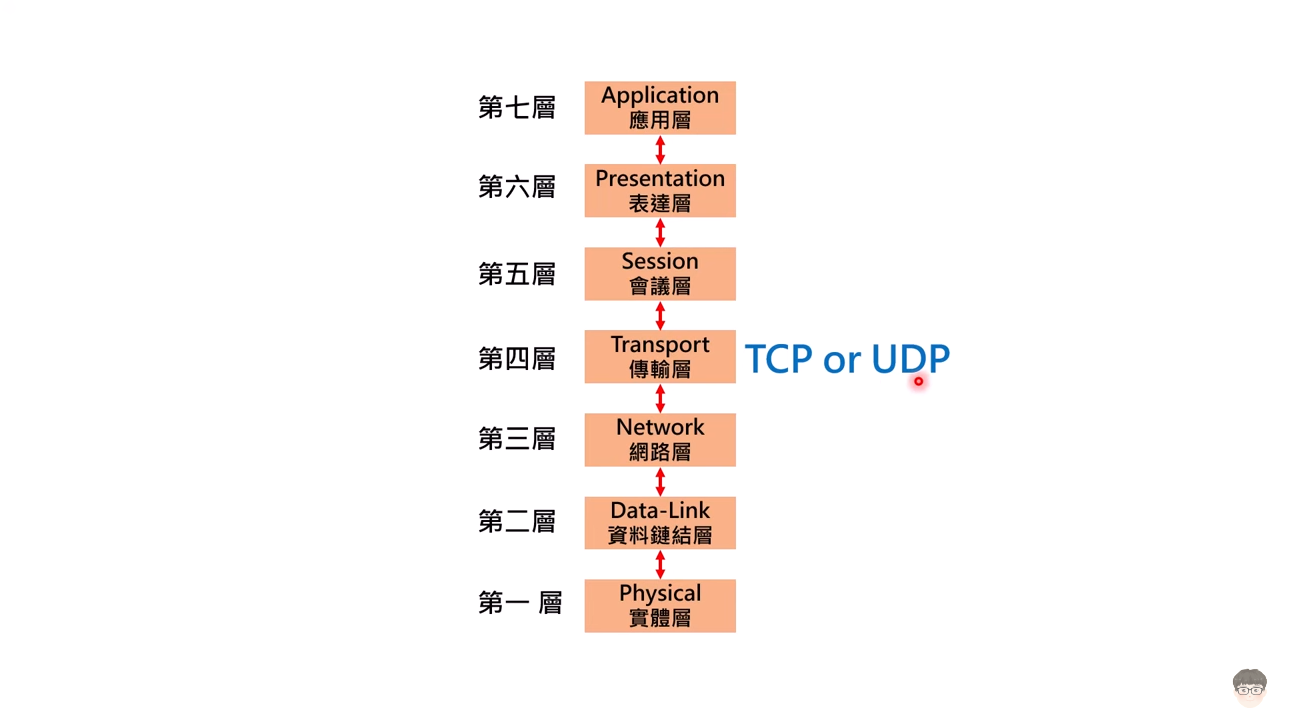 第七層
Application
應用層
第六層
Presentation
表達層
第五層
Session
會議層
第四層
Transport
傳輸層
TCP or UDP
第三層
Network
網路層
第二層
Data-Link
資料鏈結層
第一 層
Physical
實體層